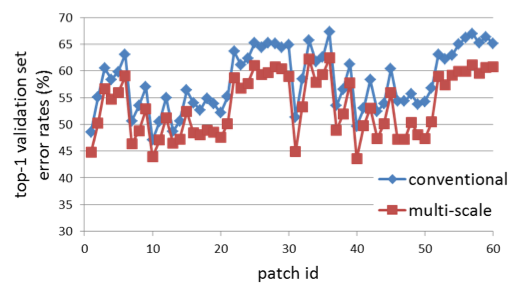 top-1 validation set
error rates (%)
70
65
60
55
50
45
40
35
30
0 10 20 30 40 50 60
patch id
conventional
multi-scale